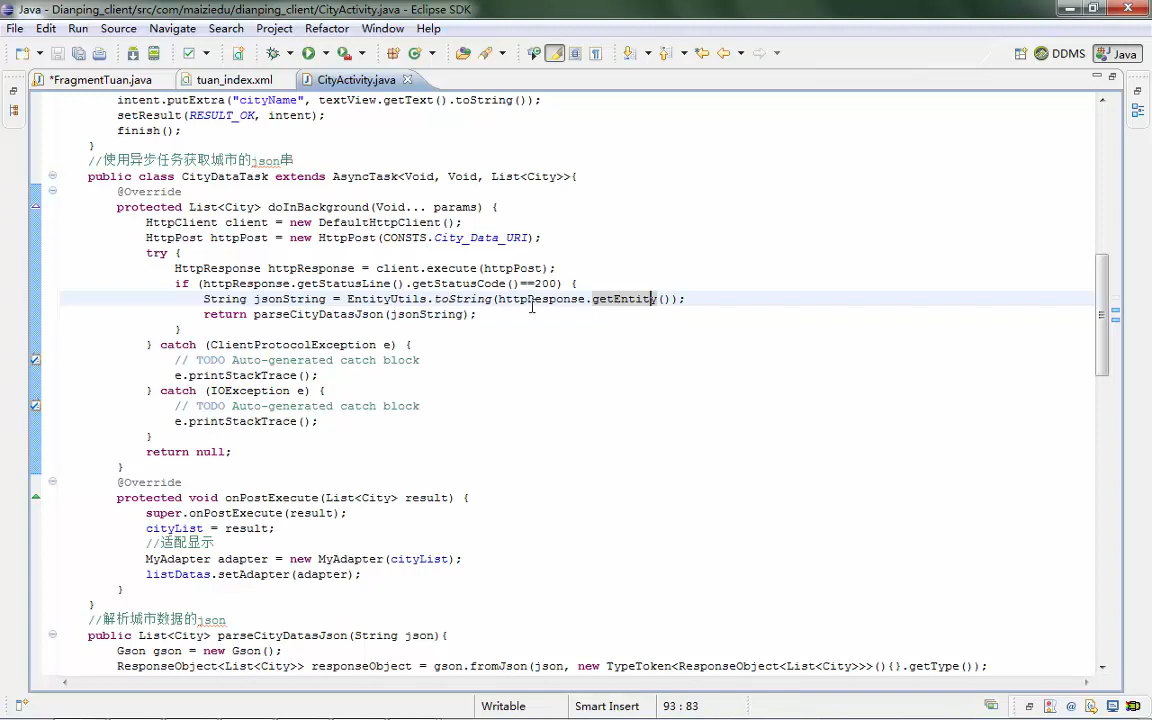 Java - Dianping_client/src/com/maiziedu/dianping_client/CityActivity.java - Eclipse SDK
File Edit View Navigate Search Project Refactor Window Help
DDMS Java
*FragmentTuan.java tuan_index.xml CityActivity.java
intent.putExtra("cityName", textView.getText().toString());
setResult(RESULT_OK, intent);
finish();
}
//使用异步任务获取城市的json串
public class CityDataTask extends AsyncTask<Void, Void, List<City>>{
@Override
protected List<City> doInBackground(Void... params) {
HttpClient client = new DefaultHttpClient();
HttpPost httpPost = new HttpPost(CONSTS.City_Data_URI);
try {
HttpResponse httpResponse = client.execute(httpPost);
if (httpResponse.getStatusLine().getStatusCode()==200) {
String jsonString = EntityUtils.toString(httpResponse.getEntity());
return parseCityDatasJson(jsonString);
}
} catch (ClientProtocolException e) {
// TODO Auto-generated catch block
e.printStackTrace();
} catch (IOException e) {
// TODO Auto-generated catch block
e.printStackTrace();
}
return null;
}
@Override
protected void onPostExecute(List<City> result) {
super.onPostExecute(result);
cityList = result;
//适配显示
MyAdapter adapter = new MyAdapter(cityList);
listDatas.setAdapter(adapter);
}
}
//解析城市数据的json
public List<City> parseCityDatasJson(String json){
Gson gson = new Gson();
ResponseObject<List<City>> responseObject = gson.fromJson(json, new TypeToken<ResponseObject<List<City>>>(){}.getType());
Writable Smart Insert 93 : 83